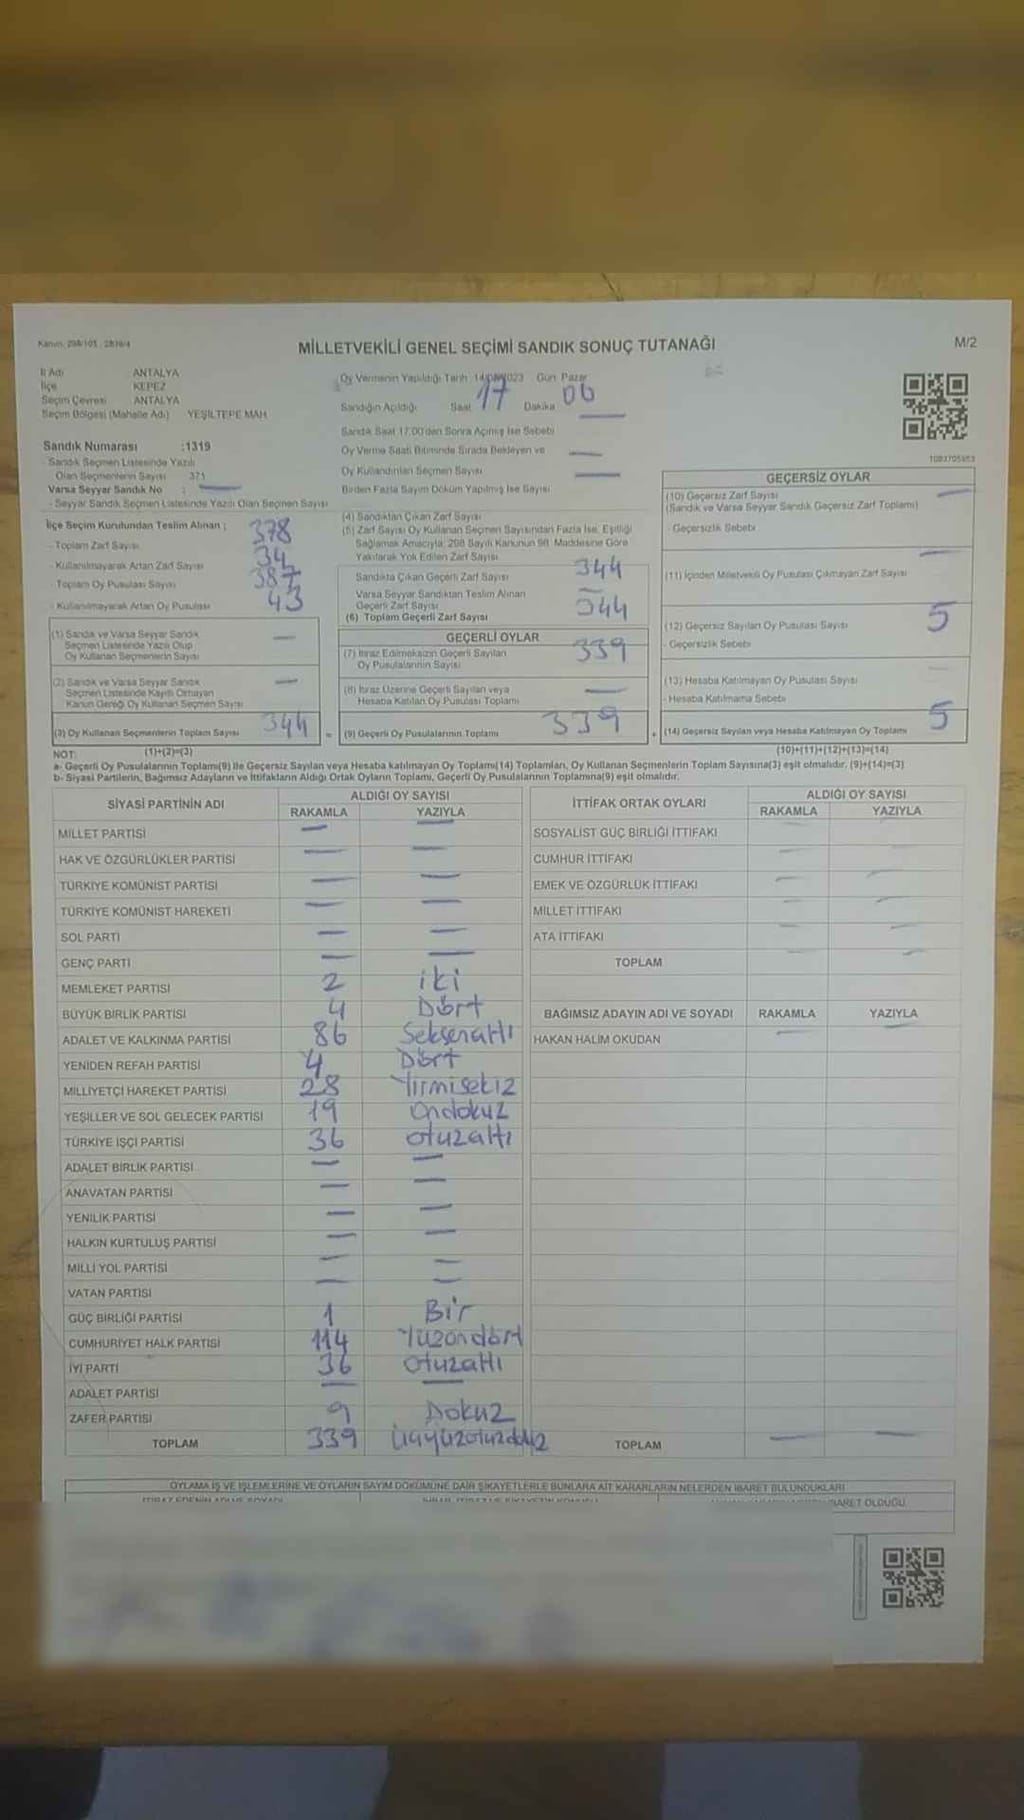 Kanun: 298/105 - 2839/4
MİLLETVEKİLİ GENEL SEÇİMİ SANDIK SONUÇ TUTANAĞI
M/2
İl Adı ANTALYA
İlçe KEPEZ
Seçim Çevresi ANTALYA
Seçim Bölgesi (Mahalle Adı) YEŞİLTEPE MAH.
Sandık Numarası :1319
- Sandık Seçmen Listesinde Yazılı
Olan Seçmenlerin Sayısı 371
Varsa Seyyar Sandık No : —
- Seyyar Sandık Seçmen Listesinde Yazılı Olan Seçmen Sayısı
İlçe Seçim Kurulundan Teslim Alınan ;
- Toplam Zarf Sayısı 378
- Kullanılmayarak Artan Zarf Sayısı 34
- Toplam Oy Pusulası Sayısı 387
- Kullanılmayarak Artan Oy Pusulası 43
(1) Sandık ve Varsa Seyyar Sandık —
Seçmen Listesinde Yazılı Olup
Oy Kullanan Seçmenlerin Sayısı
(2) Sandık ve Varsa Seyyar Sandık —
Seçmen Listesinde Kayıtlı Olmayan
Kanun Gereği Oy Kullanan Seçmen Sayısı
(3) Oy Kullanan Seçmenlerin Toplam Sayısı 344
(1)+(2)=(3)
Oy Vermenin Yapıldığı Tarih 14/05/2023 Gün Pazar
Sandığın Açıldığı Saat 17 Dakika 06
Sandık Saat 17:00'den Sonra Açılmış İse Sebebi —
Oy Verme Saati Bitiminde Sırada Bekleyen ve —
Oy Kullandırılan Seçmen Sayısı —
Birden Fazla Sayım Döküm Yapılmış İse Sayısı
(4) Sandıktan Çıkan Zarf Sayısı
(5) Zarf Sayısı Oy Kullanan Seçmen Sayısından Fazla İse, Eşitliği
Sağlamak Amacıyla, 298 Sayılı Kanunun 98. Maddesine Göre
Yakılarak Yok Edilen Zarf Sayısı
Sandıkta Çıkan Geçerli Zarf Sayısı 344
Varsa Seyyar Sandıktan Teslim Alınan —
Geçerli Zarf Sayısı
(6) Toplam Geçerli Zarf Sayısı 344
GEÇERLİ OYLAR
(7) İtiraz Edilmeksizin Geçerli Sayılan 339
Oy Pusulalarının Sayısı
(8) İtiraz Üzerine Geçerli Sayılan veya —
Hesaba Katılan Oy Pusulası Toplamı
= (9) Geçerli Oy Pusulalarının Toplamı 339
1083705953
GEÇERSİZ OYLAR
(10) Geçersiz Zarf Sayısı —
(Sandık ve Varsa Seyyar Sandık Geçersiz Zarf Toplamı)
- Geçersizlik Sebebi
(11) İçinden Milletvekili Oy Pusulası Çıkmayan Zarf Sayısı —
(12) Geçersiz Sayılan Oy Pusulası Sayısı 5
- Geçersizlik Sebebi
(13) Hesaba Katılmayan Oy Pusulası Sayısı —
- Hesaba Katılmama Sebebi
+ (14) Geçersiz Sayılan veya Hesaba Katılmayan Oy Toplamı 5
(10)+(11)+(12)+(13)=(14)
NOT:
a- Geçerli Oy Pusulalarının Toplamı(9) ile Geçersiz Sayılan veya Hesaba katılmayan Oy Toplamı(14) Toplamları, Oy Kullanan Seçmenlerin Toplam Sayısına(3) eşit olmalıdır. (9)+(14)=(3)
b- Siyasi Partilerin, Bağımsız Adayların ve İttifakların Aldığı Ortak Oyların Toplamı, Geçerli Oy Pusulalarının Toplamına(9) eşit olmalıdır.
SİYASİ PARTİNİN ADI ALDIĞI OY SAYISI
RAKAMLA YAZIYLA
MİLLET PARTİSİ — —
HAK VE ÖZGÜRLÜKLER PARTİSİ — —
TÜRKİYE KOMÜNİST PARTİSİ — —
TÜRKİYE KOMÜNİST HAREKETİ — —
SOL PARTİ — —
GENÇ PARTİ — —
MEMLEKET PARTİSİ 2 iki
BÜYÜK BİRLİK PARTİSİ 4 Dört
ADALET VE KALKINMA PARTİSİ 86 Seksenaltı
YENİDEN REFAH PARTİSİ 4 Dört
MİLLİYETÇİ HAREKET PARTİSİ 28 Yirmisekiz
YEŞİLLER VE SOL GELECEK PARTİSİ 19 Ondokuz
TÜRKİYE İŞÇİ PARTİSİ 36 otuzaltı
ADALET BİRLİK PARTİSİ — —
ANAVATAN PARTİSİ — —
YENİLİK PARTİSİ — —
HALKIN KURTULUŞ PARTİSİ — —
MİLLİ YOL PARTİSİ — —
VATAN PARTİSİ — —
GÜÇ BİRLİĞİ PARTİSİ 1 Bir
CUMHURİYET HALK PARTİSİ 114 Yüzondört
İYİ PARTİ 36 otuzaltı
ADALET PARTİSİ — —
ZAFER PARTİSİ 9 Dokuz
TOPLAM 339 üçyüzotuzdokuz
İTTİFAK ORTAK OYLARI ALDIĞI OY SAYISI
RAKAMLA YAZIYLA
SOSYALİST GÜÇ BİRLİĞİ İTTİFAKI
CUMHUR İTTİFAKI — —
EMEK VE ÖZGÜRLÜK İTTİFAKI — —
MİLLET İTTİFAKI — —
ATA İTTİFAKI — —
TOPLAM — —
BAĞIMSIZ ADAYIN ADI VE SOYADI RAKAMLA YAZIYLA
HAKAN HALİM OKUDAN —
TOPLAM — —
OYLAMA İŞ VE İŞLEMLERİNE VE OYLARIN SAYIM DÖKÜMÜNE DAİR ŞİKAYETLERLE BUNLARA AİT KARARLARIN NELERDEN İBARET BULUNDUKLARI
İBARET OLDUĞU